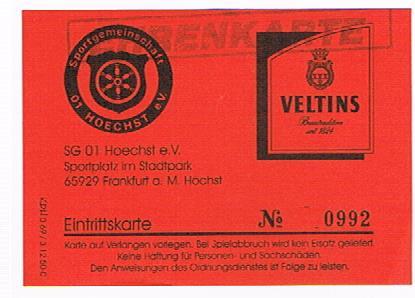 EHRENKARTE
Sportgemeinschaft
01 HOECHST e.V.
VELTINS
Brautradition
seit 1824
SG 01 Hoechst e.V.
Sportplatz im Stadtpark
65929 Frankfurt a. M. Höchst
Eintrittskarte № 0992
Karte auf Verlangen vorlegen. Bei Spielabbruch wird kein Ersatz geliefert.
Keine Haftung für Personen- und Sachschäden.
Den Anweisungen des Ordnungsdienstes ist Folge zu leisten.